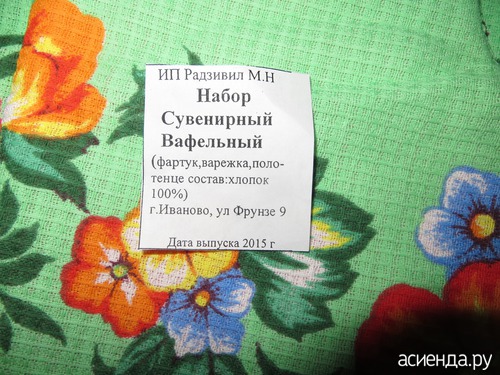 ИП Радзивил М.Н
Набор
Сувенирный
Вафельный
(фартук,варежка,поло-
тенце состав:хлопок
100%)
г.Иваново, ул Фрунзе 9
Дата выпуска 2015 г
асиенда.ру